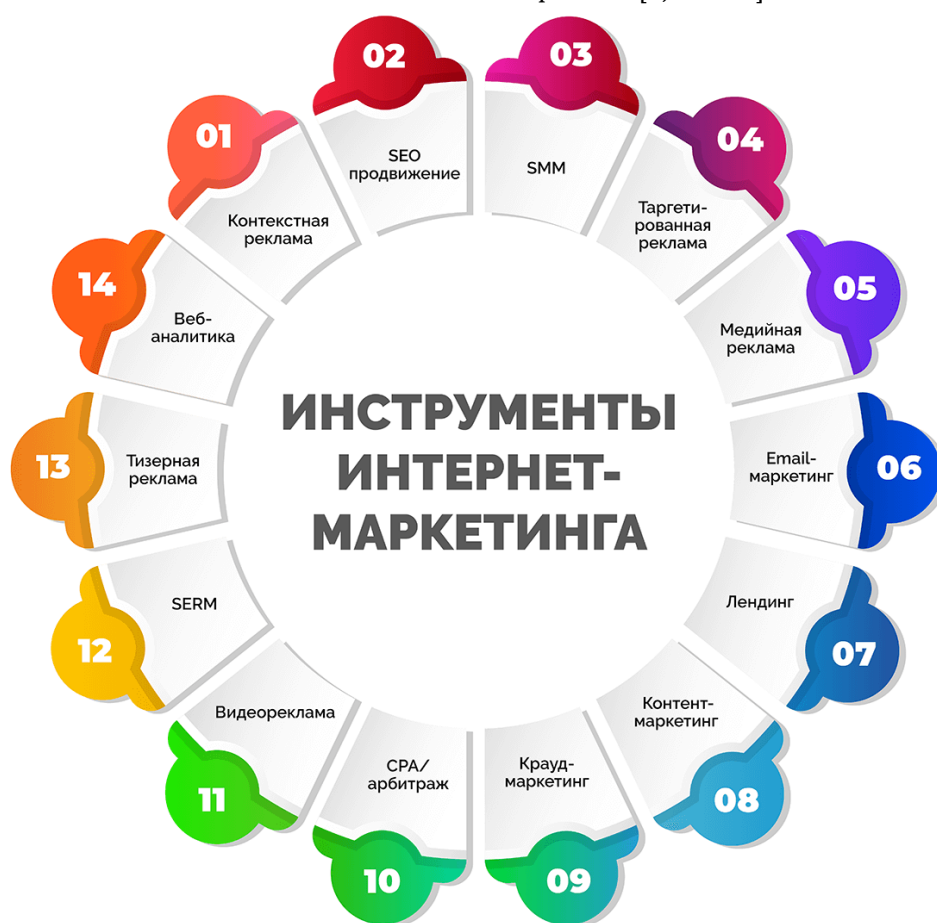 01
Контекстная
реклама
02
SEO
продвижение
03
SMM
04
Таргети-
рованная
реклама
05
Медийная
реклама
06
Email-
маркетинг
07
Лендинг
08
Контент-
маркетинг
09
Крауд-
маркетинг
10
CPA/
арбитраж
11
Видеореклама
12
SERM
13
Тизерная
реклама
14
Веб-
аналитика
ИНСТРУМЕНТЫ
ИНТЕРНЕТ-
МАРКЕТИНГА